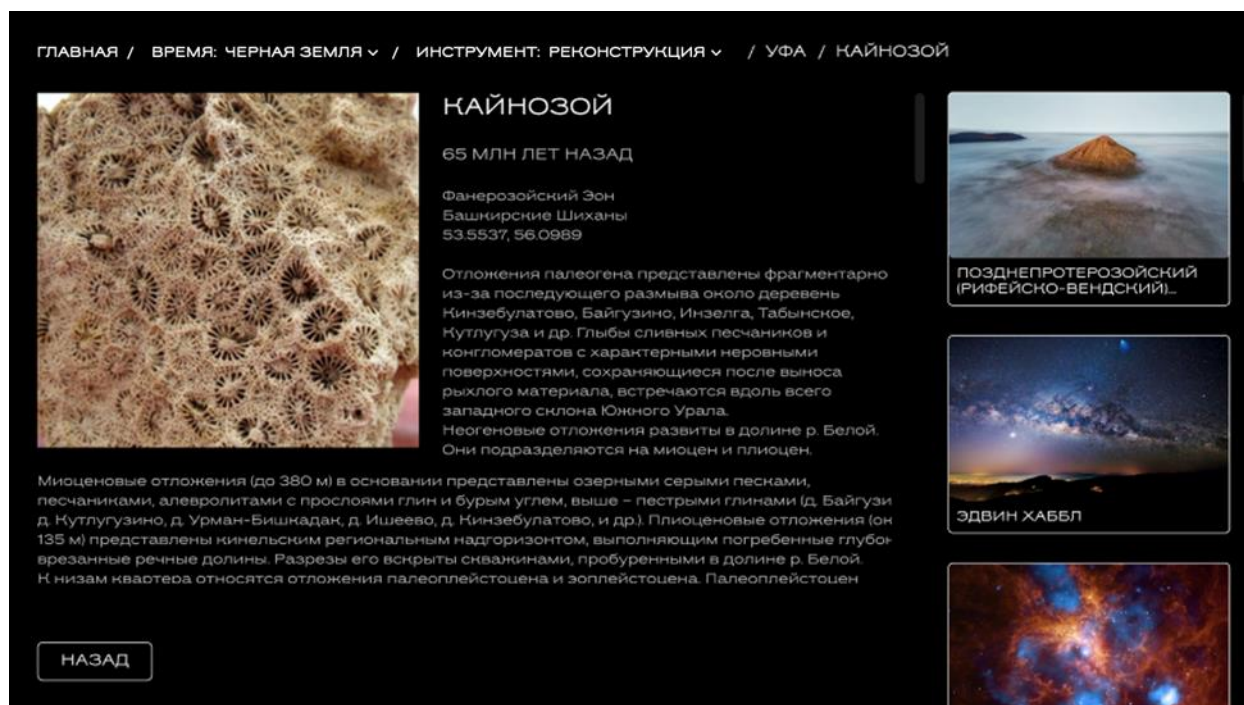 ГЛАВНАЯ / ВРЕМЯ: ЧЕРНАЯ ЗЕМЛЯ / ИНСТРУМЕНТ: РЕКОНСТРУКЦИЯ / УФА / КАЙНОЗОЙ
КАЙНОЗОЙ
65 МЛН ЛЕТ НАЗАД
Фанерозойский Эон
Башкирские Шиханы
53.5537, 56.0989
Отложения палеогена представлены фрагментарно
из-за последующего размыва около деревень
Кинзебулатово, Байгузино, Инзелга, Табынское,
Кутлугуза и др. Глыбы сливных песчаников и
конгломератов с характерными неровными
поверхностями, сохраняющиеся после выноса
рыхлого материала, встречаются вдоль всего
западного склона Южного Урала.
Неогеновые отложения развиты в долине р. Белой.
Они подразделяются на миоцен и плиоцен.
Миоценовые отложения (до 380 м) в основании представлены озерными серыми песками,
песчаниками, алевролитами с прослоями глин и бурым углем, выше – пестрыми глинами (д. Байгузи
д. Кутлугузино, д. Урман-Бишкадак, д. Ишеево, д. Кинзебулатово, и др.). Плиоценовые отложения (ок
135 м) представлены кинельским региональным надгоризонтом, выполняющим погребенные глубок
врезанные речные долины. Разрезы его вскрыты скважинами, пробуренными в долине р. Белой.
К низам квартера относятся отложения палеоплейстоцена и эоплейстоцена. Палеоплейстоцен
НАЗАД
ПОЗДНЕПРОТЕРОЗОЙСКИЙ
(РИФЕЙСКО-ВЕНДСКИЙ)...
ЭДВИН ХАББЛ